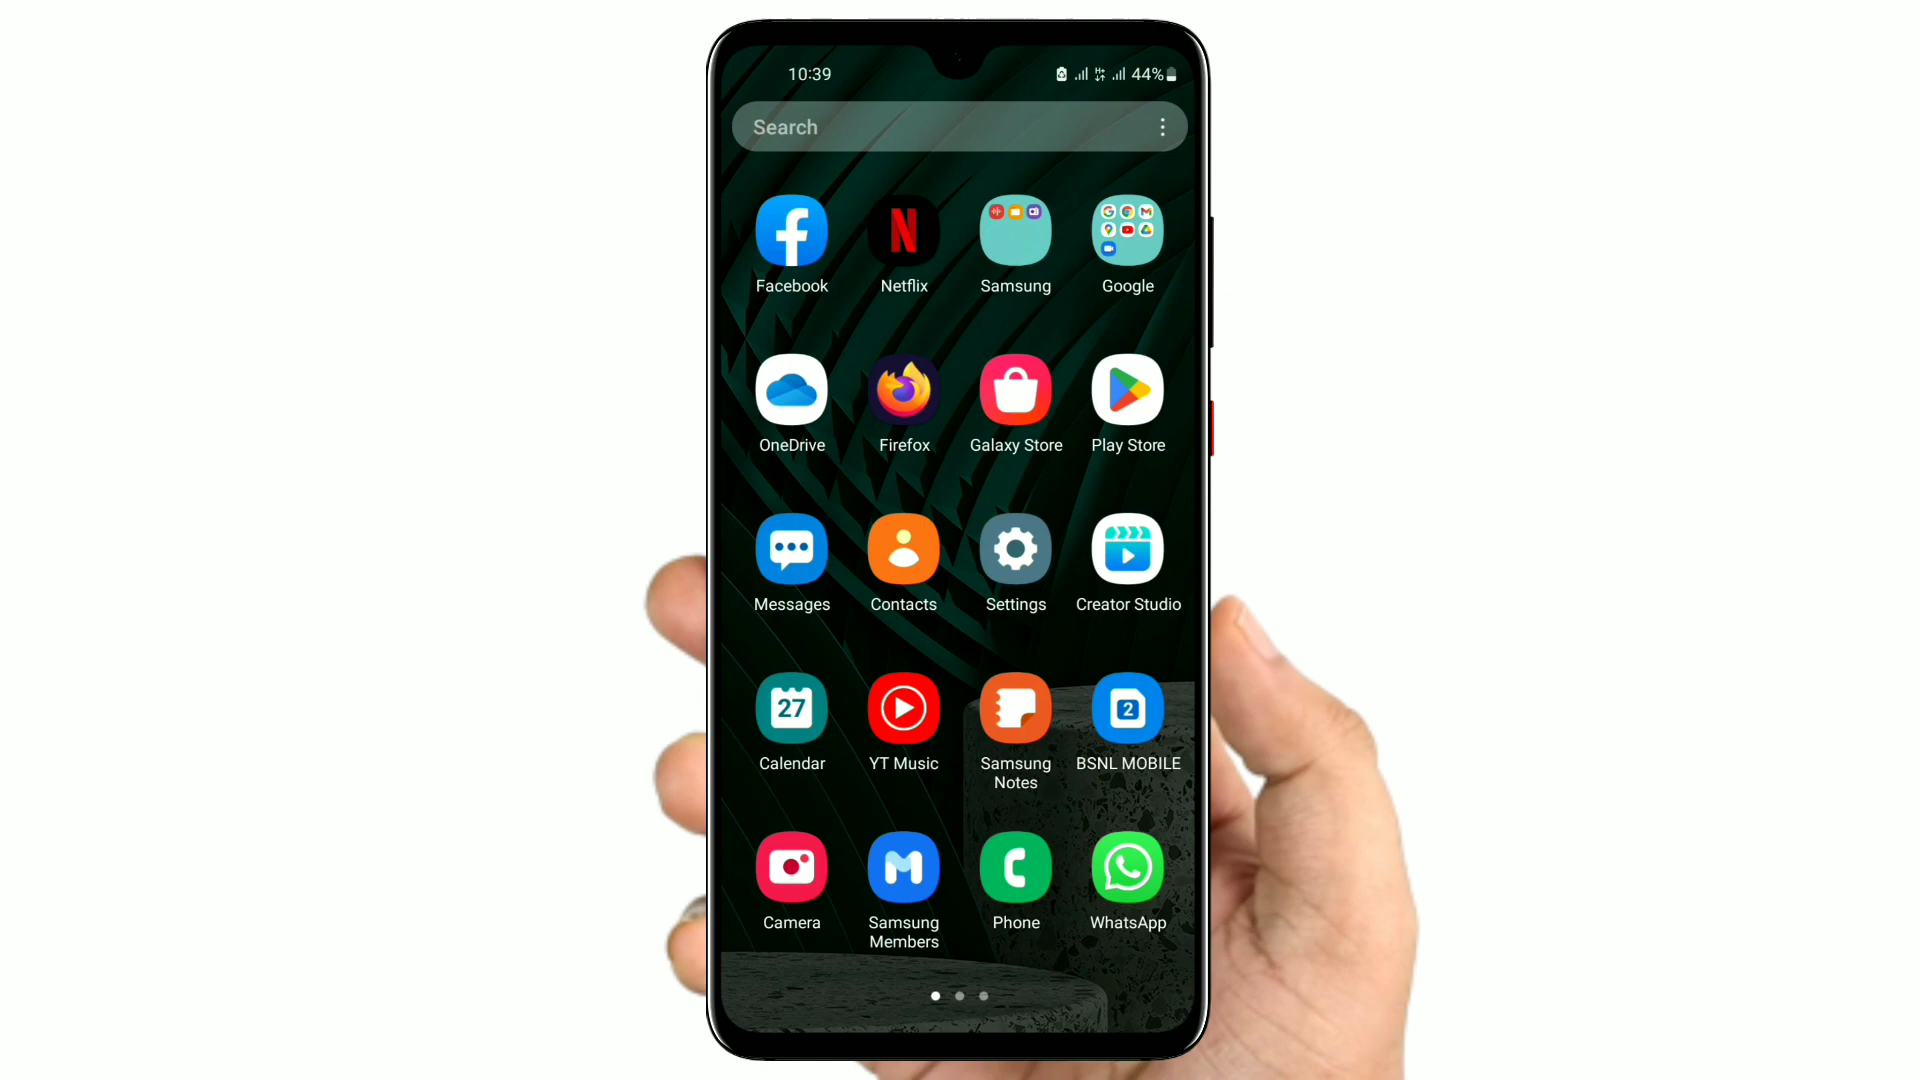 10:39 44%
Search
Facebook Netflix Samsung Google
OneDrive Firefox Galaxy Store Play Store
Messages Contacts Settings Creator Studio
27 2
Calendar YT Music Samsung Notes BSNL MOBILE
Camera Samsung Members Phone WhatsApp